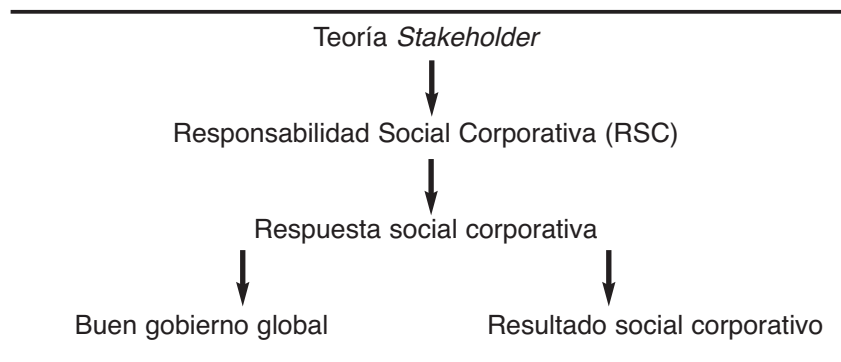 Teoría Stakeholder
Responsabilidad Social Corporativa (RSC)
Respuesta social corporativa
Buen gobierno global
Resultado social corporativo